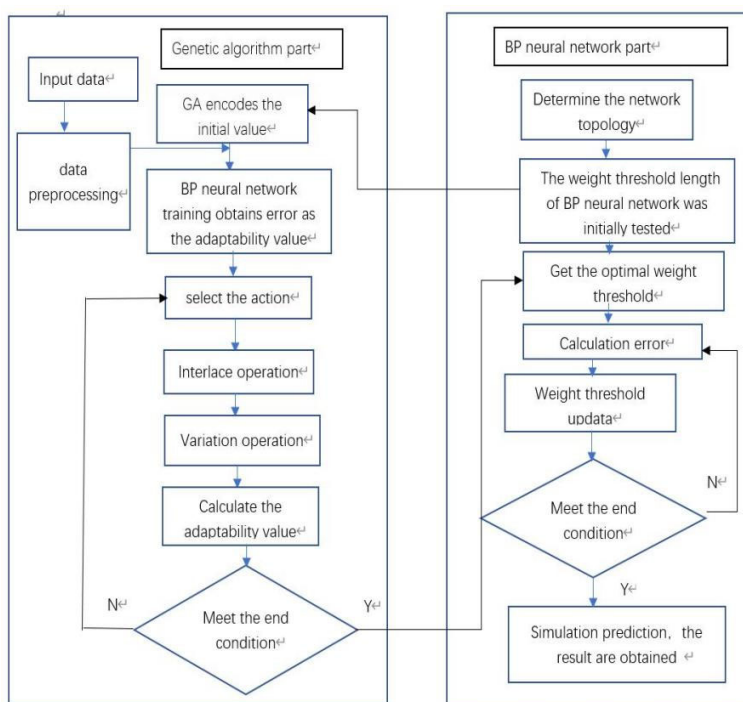 Genetic algorithm part↵
Input data↵
GA encodes the
initial value↵
data
preprocessing↵
BP neural network
training obtains error as
the adaptability value↵
select the action↵
Interlace operation↵
Variation operation↵
Calculate the
adaptability value↵
N↵
Meet the end
condition↵
Y↵
BP neural network part↵
Determine the network
topology↵
The weight threshold length
of BP neural network was
initially tested↵
Get the optimal weight
threshold↵
Calculation error↵
Weight threshold
updata↵
N↵
Meet the end
condition↵
Y↵
Simulation prediction, the
result are obtained ↵